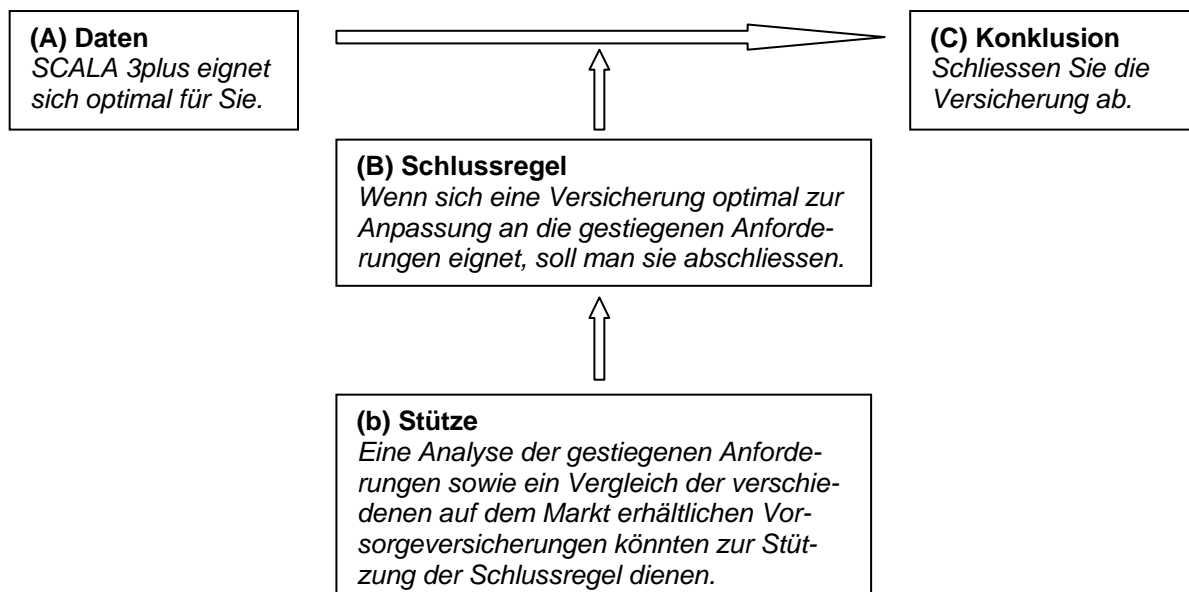 (A) Daten
SCALA 3plus eignet
sich optimal für Sie.
(C) Konklusion
Schliessen Sie die
Versicherung ab.
(B) Schlussregel
Wenn sich eine Versicherung optimal zur
Anpassung an die gestiegenen Anforde-
rungen eignet, soll man sie abschliessen.
(b) Stütze
Eine Analyse der gestiegenen Anforde-
rungen sowie ein Vergleich der verschie-
denen auf dem Markt erhältlichen Vor-
sorgeversicherungen könnten zur Stüt-
zung der Schlussregel dienen.